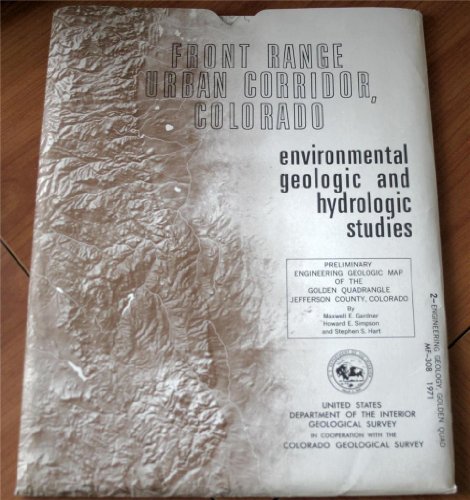 FRONT RANGE
URBAN CORRIDOR,
COLORADO
environmental
geologic and
hydrologic
studies
PRELIMINARY
ENGINEERING GEOLOGIC MAP
OF THE
GOLDEN QUADRANGLE
JEFFERSON COUNTY, COLORADO
By
Maxwell E. Gardner
Howard E. Simpson
and Stephen S. Hart
UNITED STATES
DEPARTMENT OF THE INTERIOR
GEOLOGICAL SURVEY
IN COOPERATION WITH THE
COLORADO GEOLOGICAL SURVEY
2-ENGINEERING GEOLOGY, GOLDEN QUAD
MF-308 1971